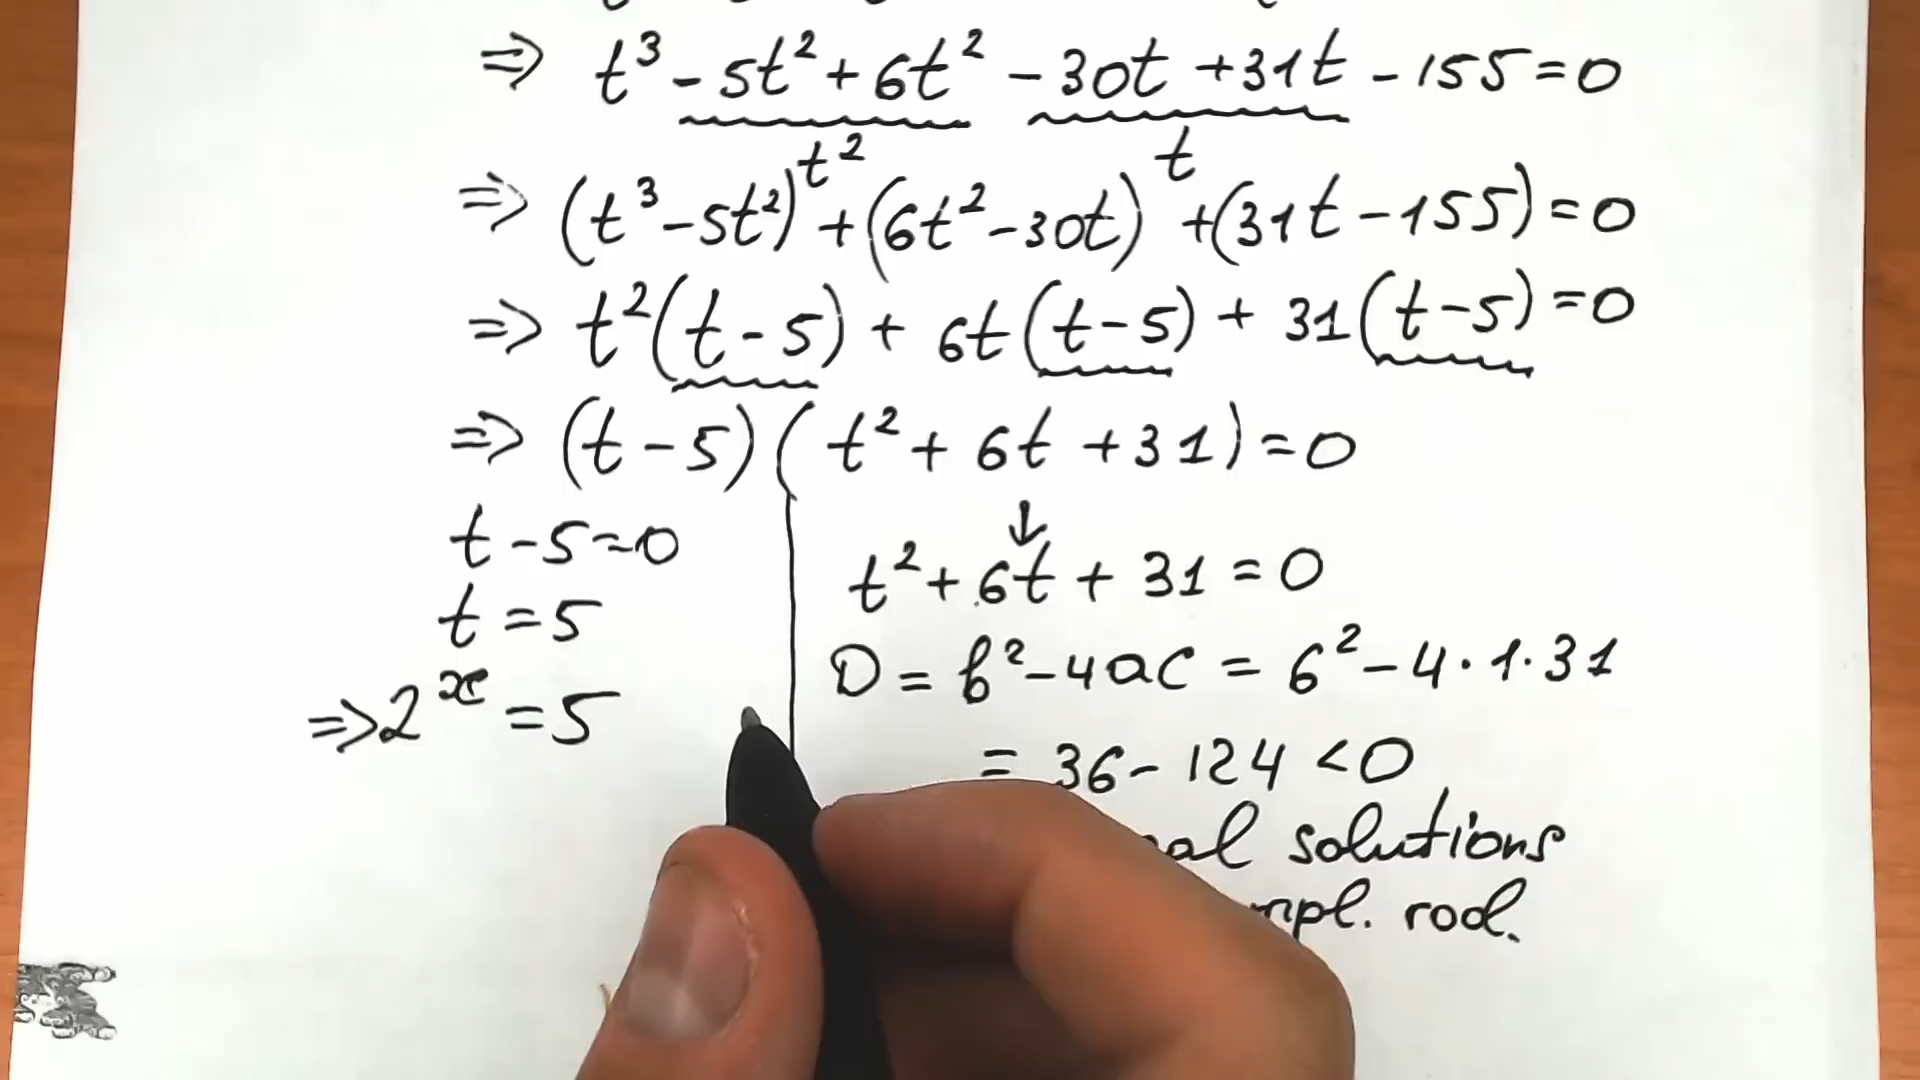 => t³ - 5t² + 6t² - 30t + 31t - 155 = 0
t² t
=> (t³ - 5t²) + (6t² - 30t) + (31t - 155) = 0
=> t²(t - 5) + 6t(t - 5) + 31(t - 5) = 0
=> (t - 5)(t² + 6t + 31) = 0
t - 5 = 0
t = 5
=> 2ˣ = 5
↓
t² + 6t + 31 = 0
D = b² - 4ac = 6² - 4·1·31
= 36 - 124 < 0
solutions